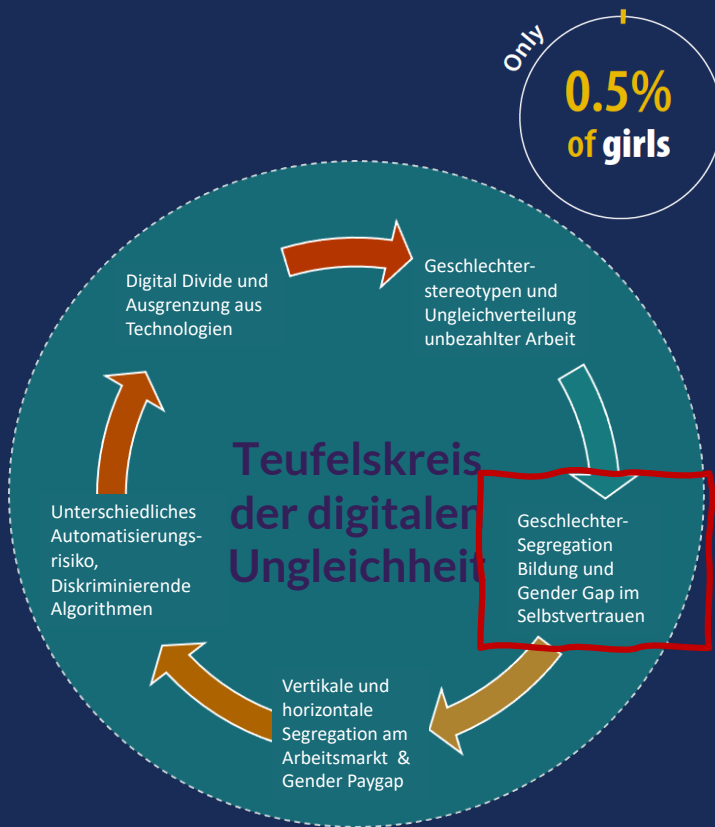 Only
0.5%
of girls
Digital Divide und
Ausgrenzung aus
Technologien
Geschlechter-
stereotypen und
Ungleichverteilung
unbezahlter Arbeit
Teufelskreis
der digitalen
Ungleichheit
Unterschiedliches
Automatisierungs-
risiko,
Diskriminierende
Algorithmen
Geschlechter-
Segregation
Bildung und
Gender Gap im
Selbstvertrauen
Vertikale und
horizontale
Segregation am
Arbeitsmarkt &
Gender Paygap